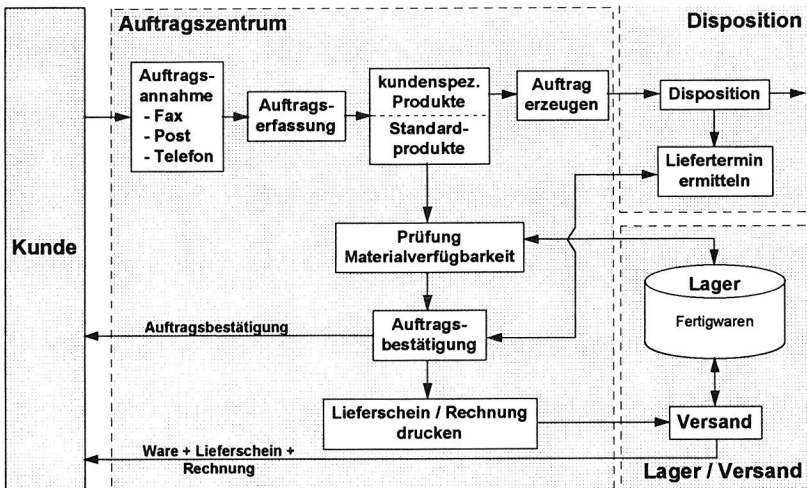 Auftragszentrum
Disposition
Auftrags-
annahme
- Fax
- Post
- Telefon
Auftrags-
erfassung
kundenspez.
Produkte
Standard-
produkte
Auftrag
erzeugen
Disposition
Liefertermin
ermitteln
Kunde
Prüfung
Materialverfügbarkeit
Lager
Fertigwaren
Auftragsbestätigung
Auftrags-
bestätigung
Lieferschein / Rechnung
drucken
Versand
Ware + Lieferschein +
Rechnung
Lager / Versand